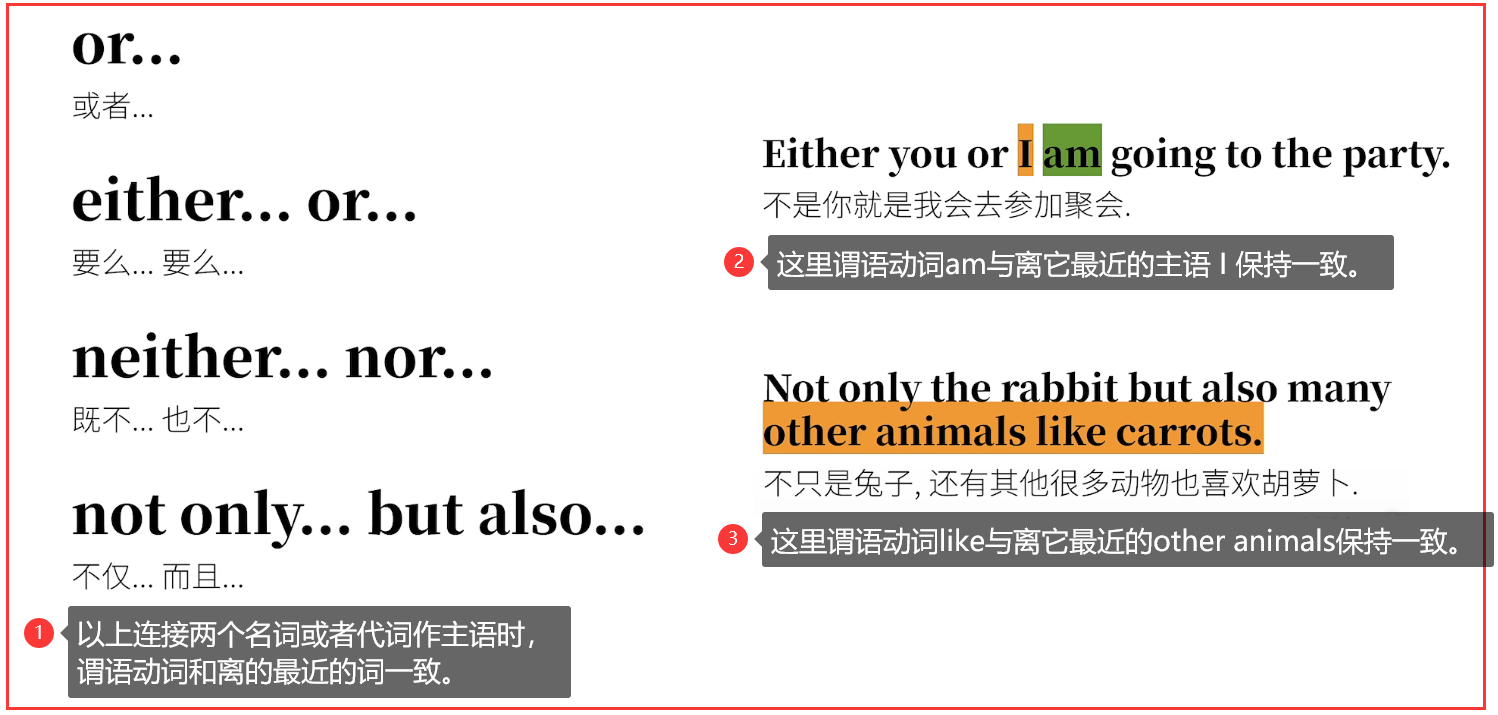 or...
或者...
either... or...
要么... 要么...
neither... nor...
既不... 也不...
not only... but also...
不仅... 而且...
1
以上连接两个名词或者代词作主语时，
谓语动词和离的最近的词一致。
Either you or I am going to the party.
不是你就是我会去参加聚会.
2
这里谓语动词am与离它最近的主语 I 保持一致。
Not only the rabbit but also many
other animals like carrots.
不只是兔子, 还有其他很多动物也喜欢胡萝卜.
3
这里谓语动词like与离它最近的other animals保持一致。